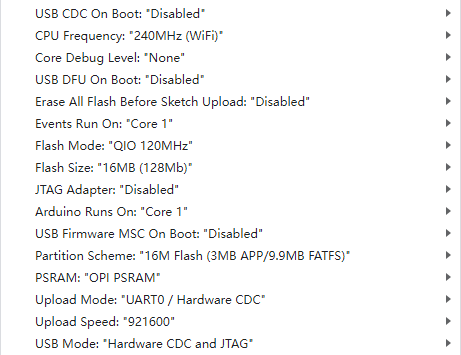 USB CDC On Boot: "Disabled"
CPU Frequency: "240MHz (WiFi)"
Core Debug Level: "None"
USB DFU On Boot: "Disabled"
Erase All Flash Before Sketch Upload: "Disabled"
Events Run On: "Core 1"
Flash Mode: "QIO 120MHz"
Flash Size: "16MB (128Mb)"
JTAG Adapter: "Disabled"
Arduino Runs On: "Core 1"
USB Firmware MSC On Boot: "Disabled"
Partition Scheme: "16M Flash (3MB APP/9.9MB FATFS)"
PSRAM: "OPI PSRAM"
Upload Mode: "UART0 / Hardware CDC"
Upload Speed: "921600"
USB Mode: "Hardware CDC and JTAG"